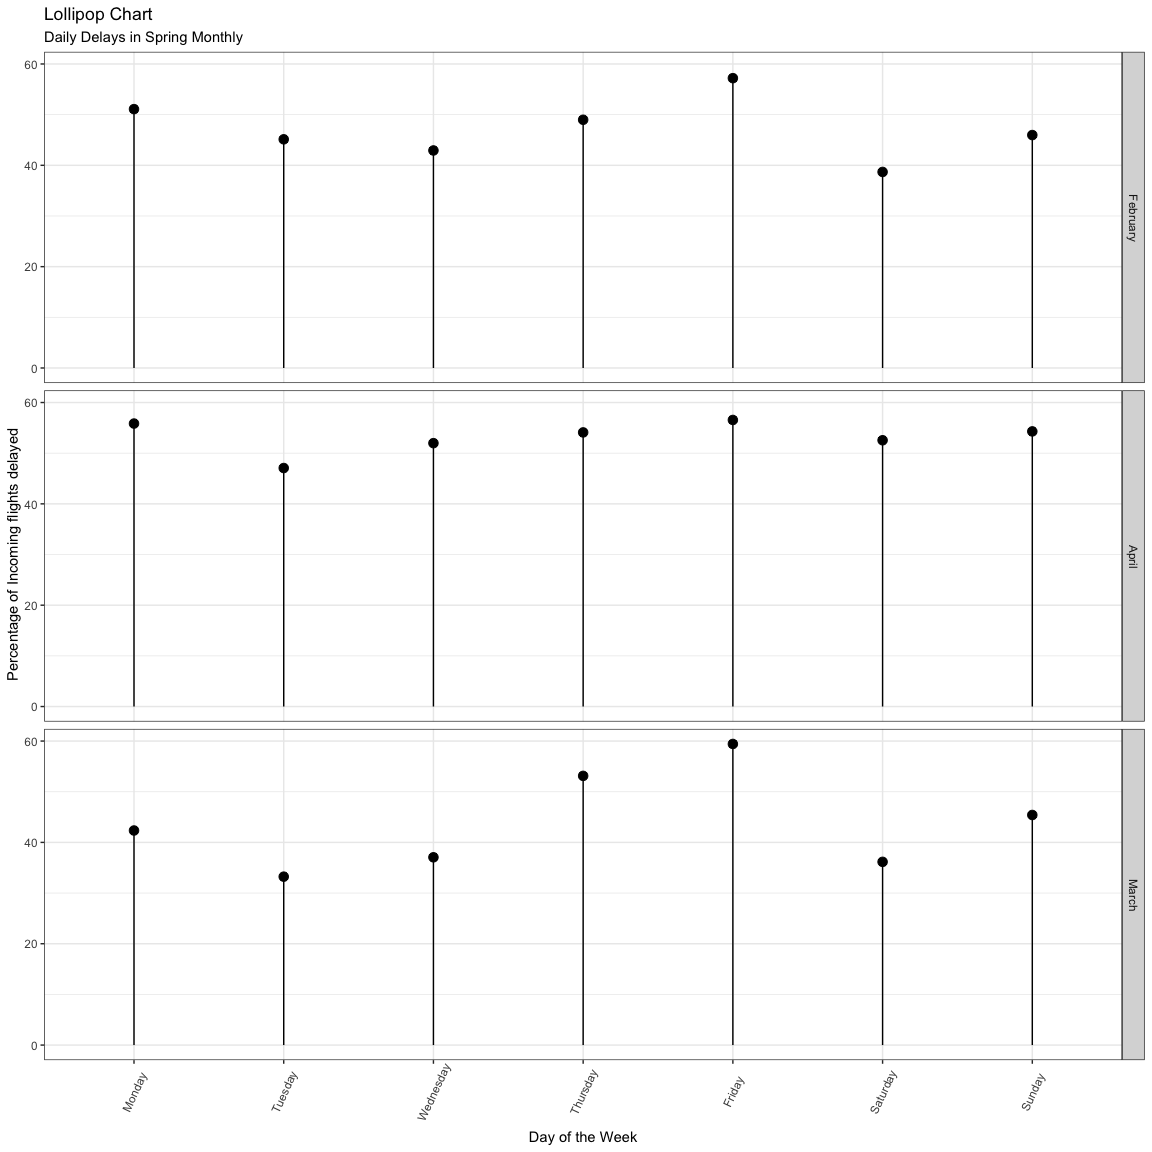 Lollipop Chart
Daily Delays in Spring Monthly
Percentage of Incoming flights delayed
60
40
20
0
February
60
40
20
0
April
60
40
20
0
March
Monday
Tuesday
Wednesday
Thursday
Friday
Saturday
Sunday
Day of the Week